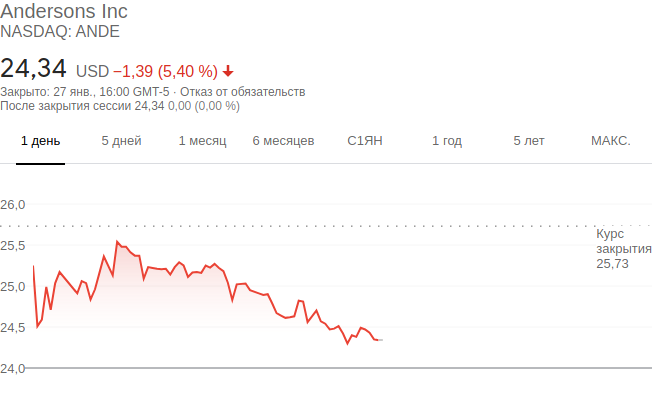 Andersons Inc
NASDAQ: ANDE
24,34 USD −1,39 (5,40 %)
Закрыто: 27 янв., 16:00 GMT-5 · Отказ от обязательств
После закрытия сессии 24,34 0,00 (0,00 %)
1 день 5 дней 1 месяц 6 месяцев С1ЯН 1 год 5 лет МАКС.
26,0
Курс
закрытия
25,73
25,5
25,0
24,5
24,0